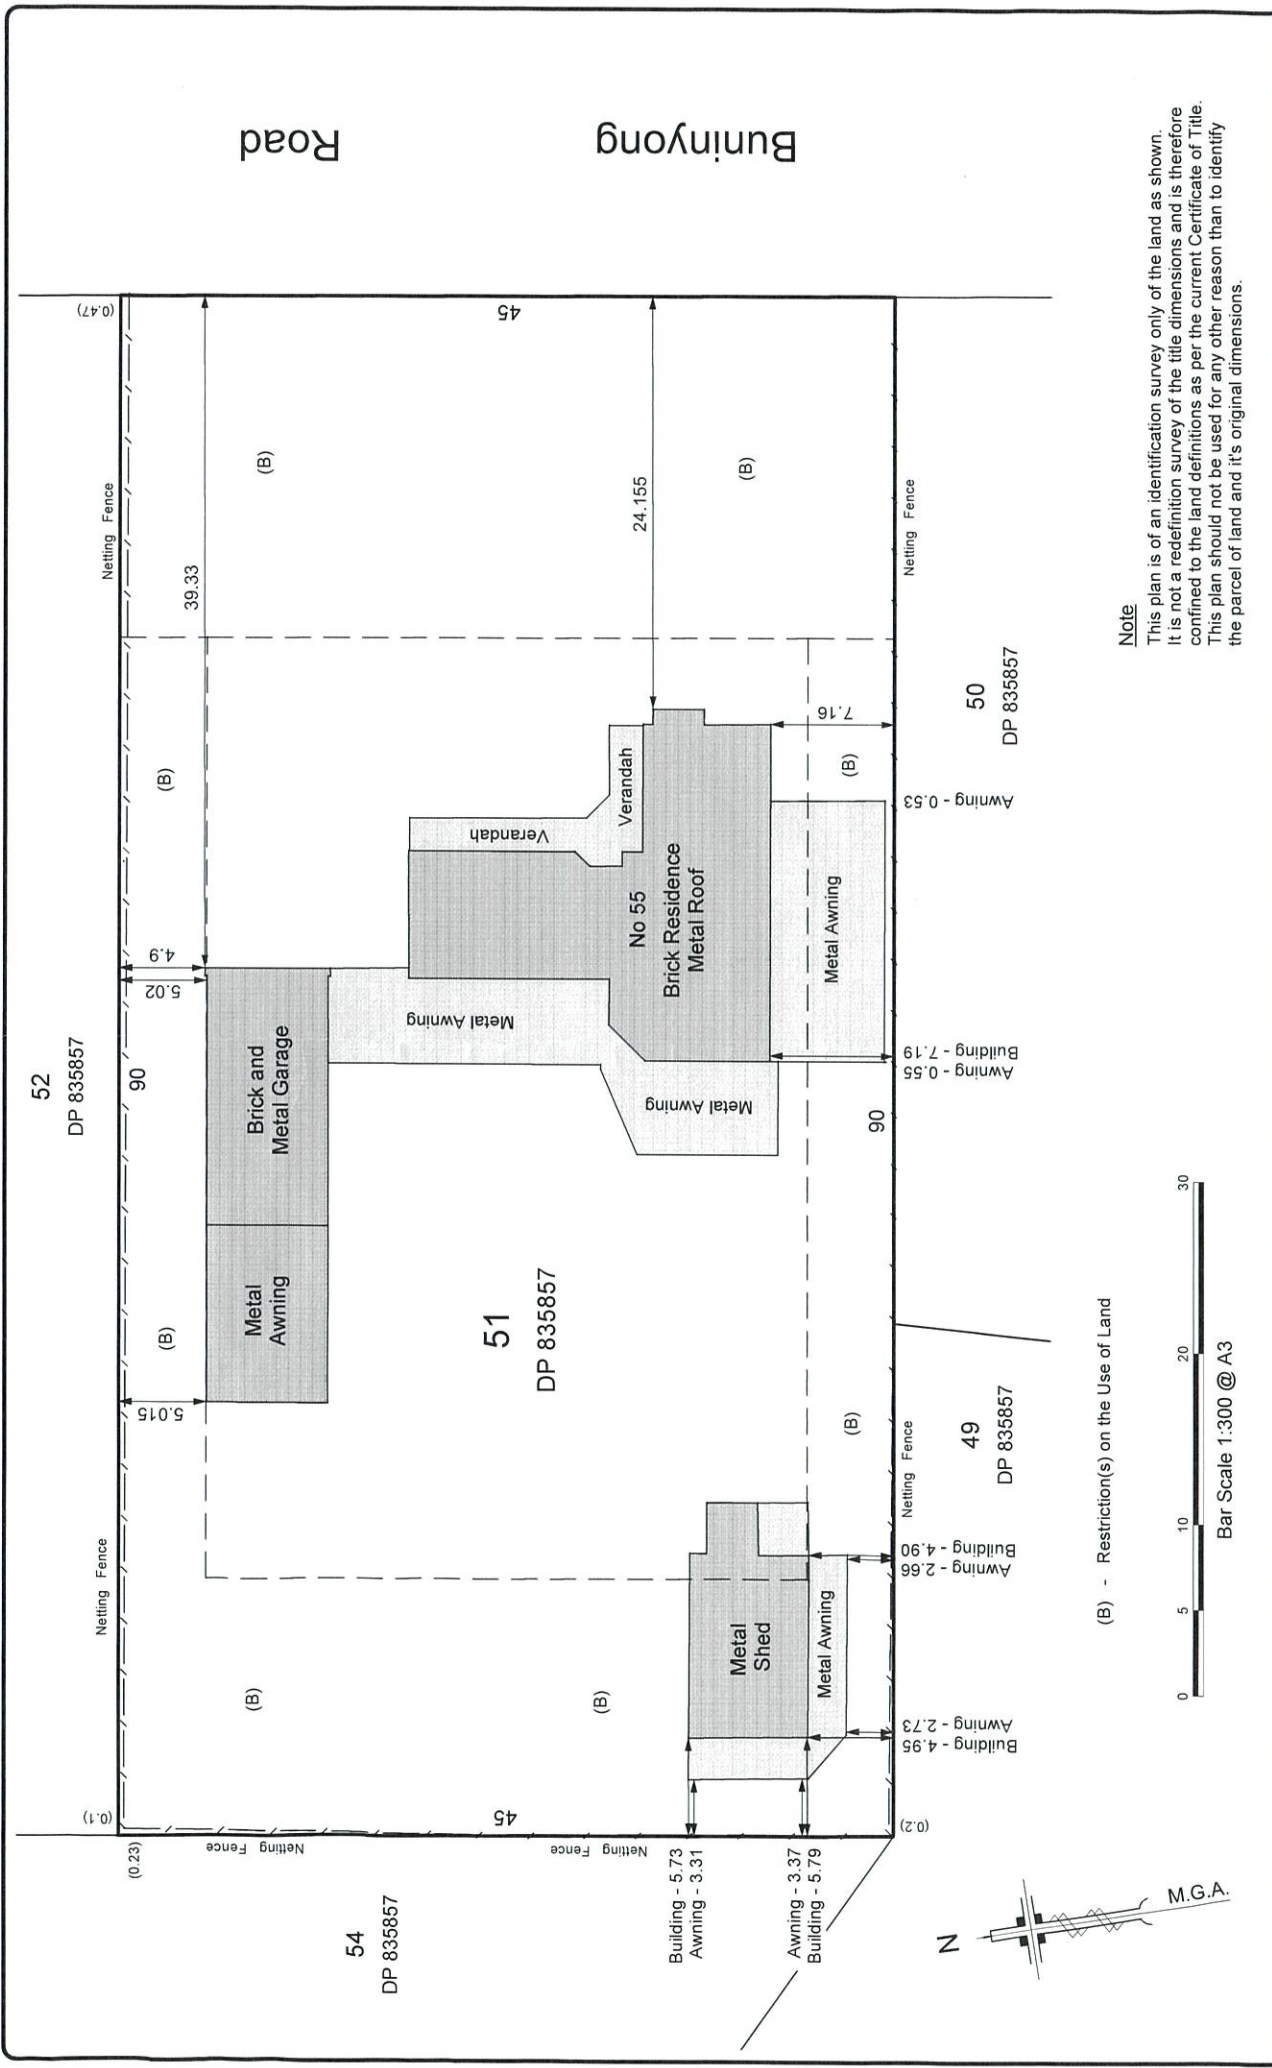 52
DP 835857
Netting Fence
Netting Fence
(0.1)
(0.47)
(0.23)
90
(B)
(B)
(B)
(B)
5.015
5.02
4.9
39.33
Metal
Awning
Brick and
Metal Garage
Metal Awning
Verandah
Verandah
No 55
Brick Residence
Metal Roof
Metal Awning
Metal Awning
24.155
(B)
45
Road
Buninyong
54
DP 835857
Netting Fence
Netting Fence
45
51
DP 835857
(B)
Metal
Shed
Metal Awning
Building - 5.73
Awning - 3.31
Awning - 3.37
Building - 5.79
(0.2)
Building - 4.95
Awning - 2.73
Awning - 2.66
Building - 4.90
(B)
90
Awning - 0.55
Building - 7.19
(B)
7.16
Awning - 0.53
Netting Fence
Netting Fence
49
DP 835857
50
DP 835857
N
M.G.A.
(B) - Restriction(s) on the Use of Land
0 5 10 20 30
Bar Scale 1:300 @ A3
Note
This plan is of an identification survey only of the land as shown.
It is not a redefinition survey of the title dimensions and is therefore
confined to the land definitions as per the current Certificate of Title.
This plan should not be used for any other reason than to identify
the parcel of land and it's original dimensions.